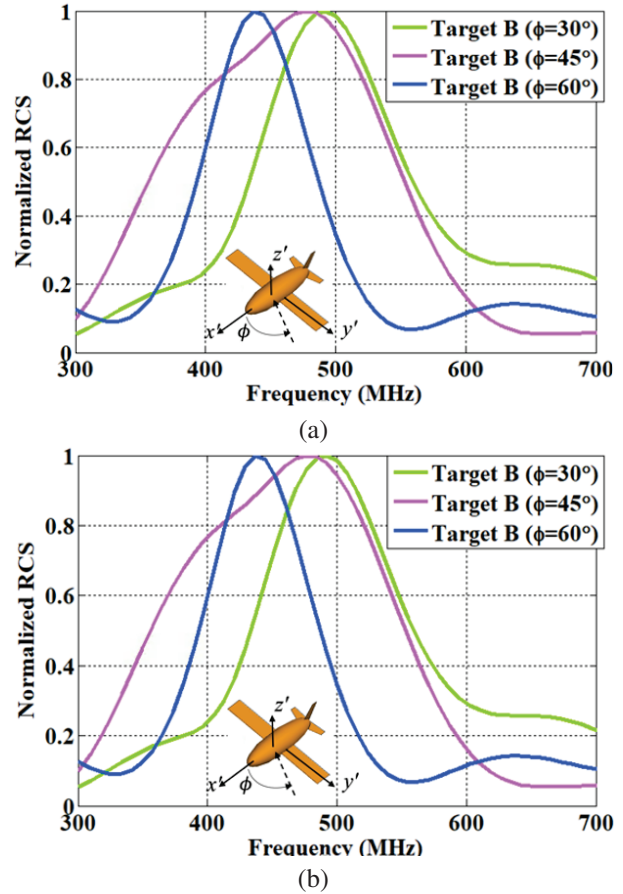 1
0.8
0.6
0.4
0.2
0
Normalized RCS
Target B (ϕ=30°)
Target B (ϕ=45°)
Target B (ϕ=60°)
z'
x'
ϕ
y'
300 400 500 600 700
Frequency (MHz)
(a)
1
0.8
0.6
0.4
0.2
0
Normalized RCS
Target B (ϕ=30°)
Target B (ϕ=45°)
Target B (ϕ=60°)
z'
x'
ϕ
y'
300 400 500 600 700
Frequency (MHz)
(b)